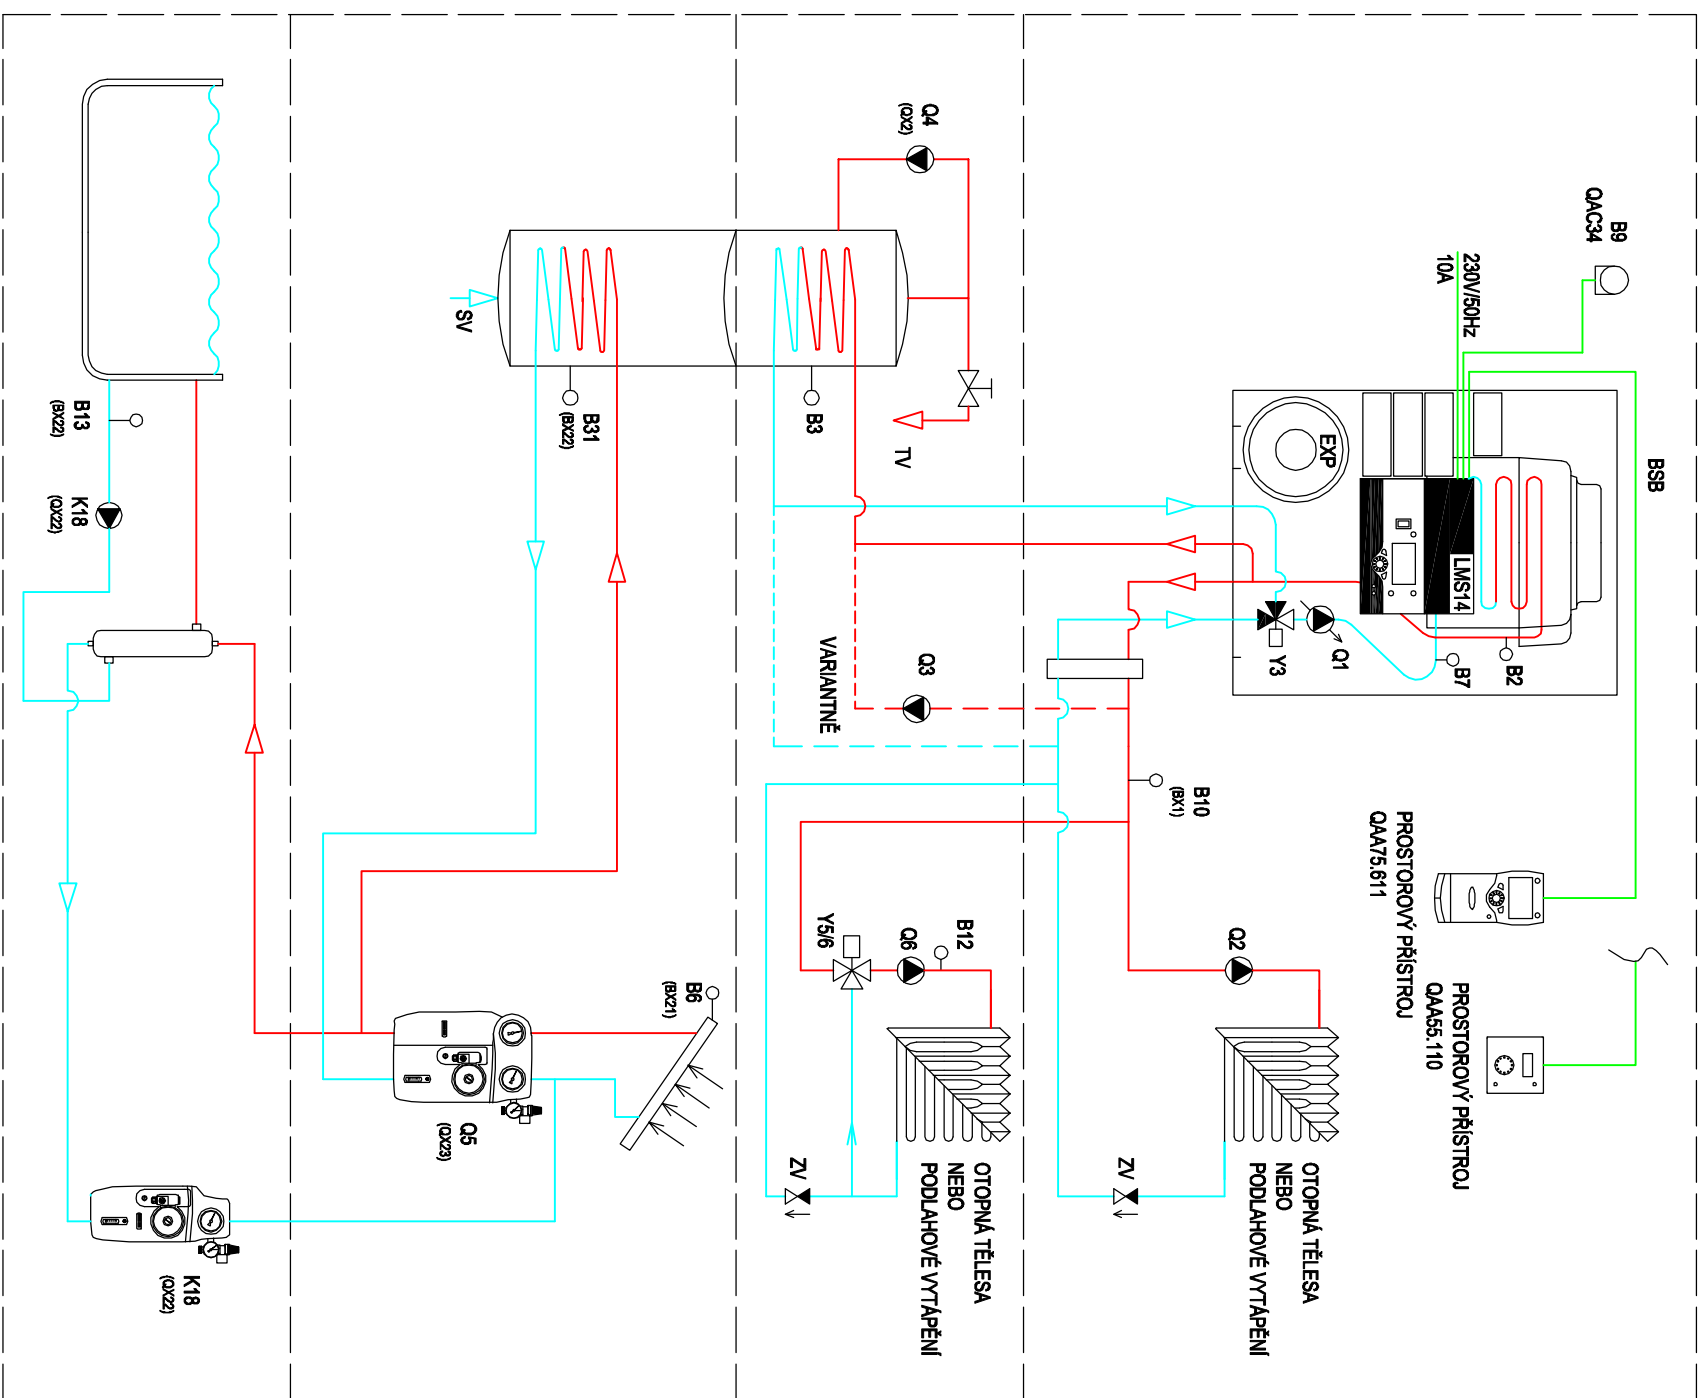 B9
QAC34
230V/50Hz
10A
BSB
EXP
LMS14
B2
B7
Q1
Y3
PROSTOROVÝ PŘÍSTROJ
QAA75.611
PROSTOROVÝ PŘÍSTROJ
QAA55.110
Q4
(QX2)
TV
B3
VARIANTNĚ
Q3
B10
(BX1)
Q2
ZV
OTOPNÁ TĚLESA
NEBO
PODLAHOVÉ VYTÁPĚNÍ
B12
Q6
Y5/6
ZV
OTOPNÁ TĚLESA
NEBO
PODLAHOVÉ VYTÁPĚNÍ
SV
B31
(BX22)
B6
(BX21)
Q5
(QX23)
B13
(BX22)
K18
(QX22)
K18
(QX22)